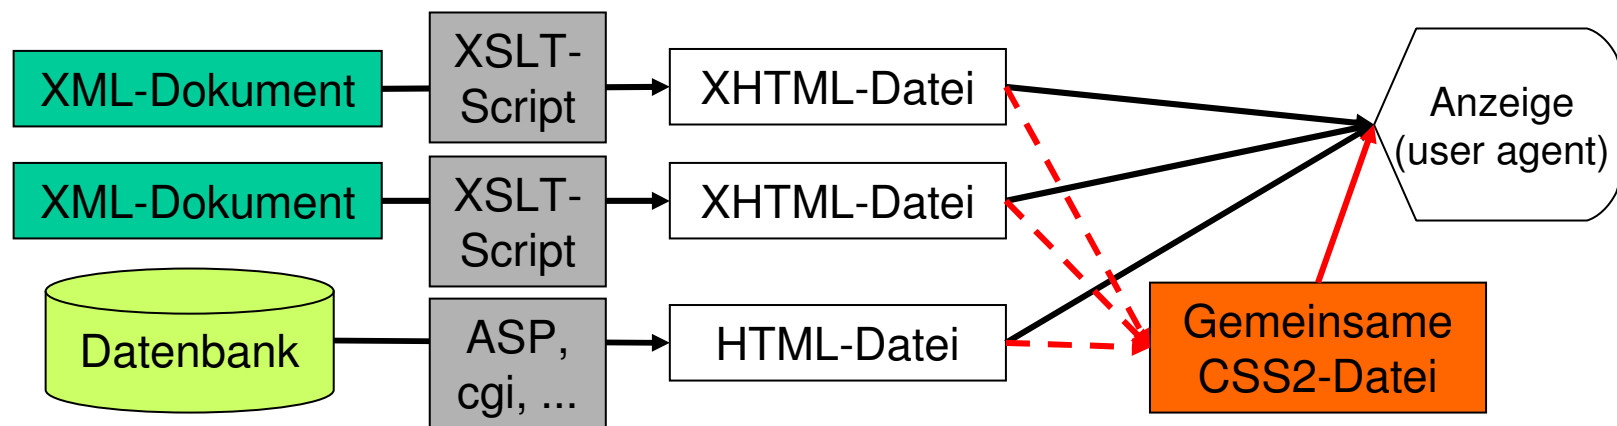 XML-Dokument
XSLT-
Script
XHTML-Datei
Anzeige
(user agent)
XML-Dokument
XSLT-
Script
XHTML-Datei
Datenbank
ASP,
cgi, ...
HTML-Datei
Gemeinsame
CSS2-Datei